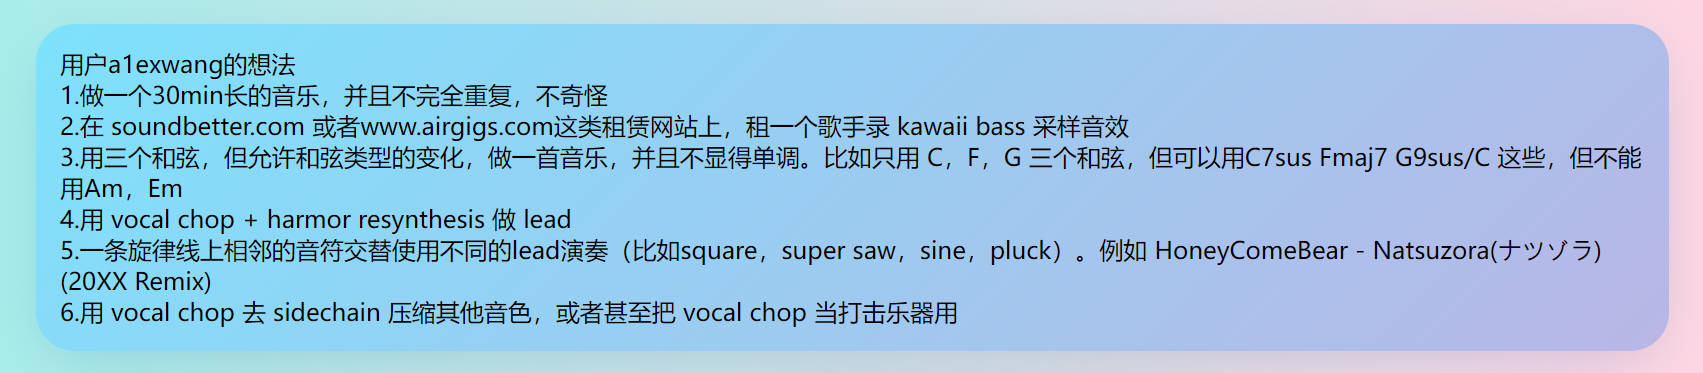 用户a1exwang的想法
1.做一个30min长的音乐，并且不完全重复，不奇怪
2.在 soundbetter.com 或者www.airgigs.com这类租赁网站上，租一个歌手录 kawaii bass 采样音效
3.用三个和弦，但允许和弦类型的变化，做一首音乐，并且不显得单调。比如只用 C，F，G 三个和弦，但可以用C7sus Fmaj7 G9sus/C 这些，但不能
用Am，Em
4.用 vocal chop + harmor resynthesis 做 lead
5.一条旋律线上相邻的音符交替使用不同的lead演奏（比如square，super saw，sine，pluck）。例如 HoneyComeBear - Natsuzora(ナツゾラ)
(20XX Remix)
6.用 vocal chop 去 sidechain 压缩其他音色，或者甚至把 vocal chop 当打击乐器用